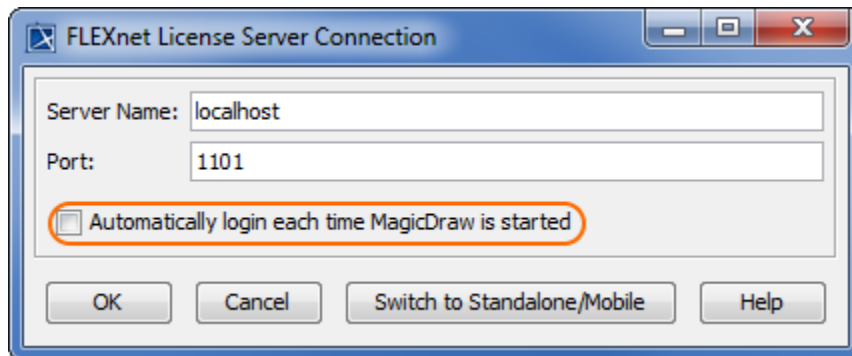 FLEXnet License Server Connection
Server Name: localhost
Port: 1101
Automatically login each time MagicDraw is started
OK Cancel Switch to Standalone/Mobile Help